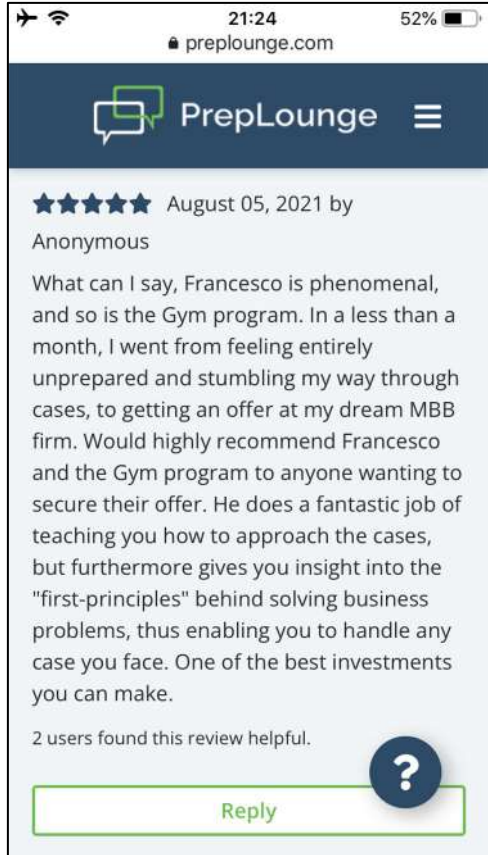 21:24
52%
preplounge.com
PrepLounge
August 05, 2021 by
Anonymous
What can I say, Francesco is phenomenal,
and so is the Gym program. In a less than a
month, I went from feeling entirely
unprepared and stumbling my way through
cases, to getting an offer at my dream MBB
firm. Would highly recommend Francesco
and the Gym program to anyone wanting to
secure their offer. He does a fantastic job of
teaching you how to approach the cases,
but furthermore gives you insight into the
"first-principles" behind solving business
problems, thus enabling you to handle any
case you face. One of the best investments
you can make.
2 users found this review helpful.
?
Reply